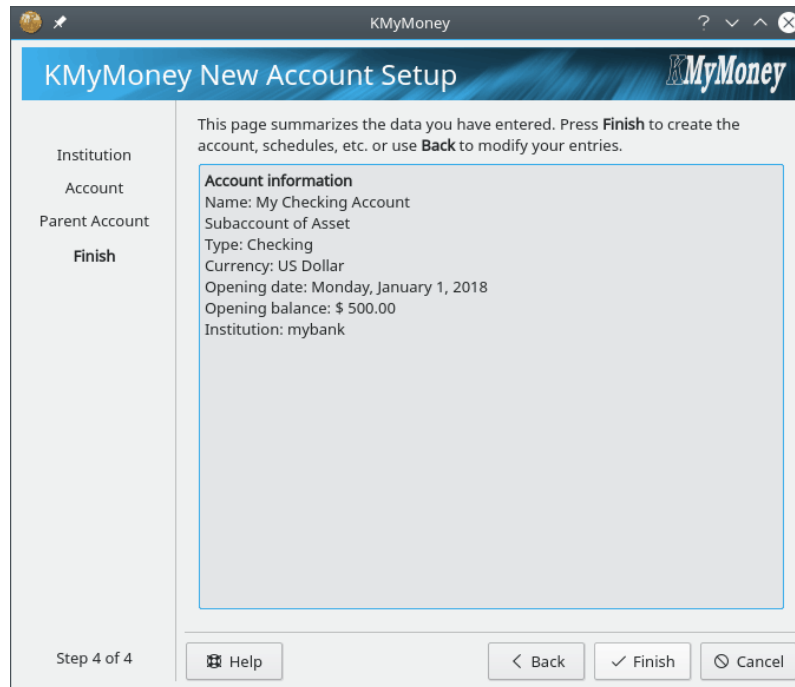 KMyMoney
KMyMoney New Account Setup
KMyMoney
Institution
Account
Parent Account
Finish
Step 4 of 4
This page summarizes the data you have entered. Press Finish to create the
account, schedules, etc. or use Back to modify your entries.
Account information
Name: My Checking Account
Subaccount of Asset
Type: Checking
Currency: US Dollar
Opening date: Monday, January 1, 2018
Opening balance: $ 500.00
Institution: mybank
Help
Back
Finish
Cancel